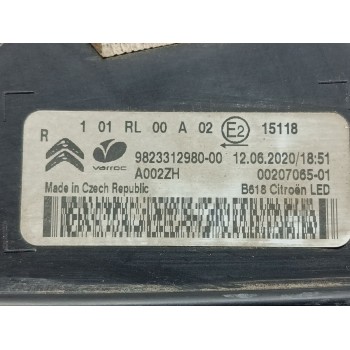 R 1 01 RL 00 A 02 E2 15118
varroc 9823312980-00 12.06.2020/18:51
A002ZH 00207065-01
Made in Czech Republic B618 Citroën LED